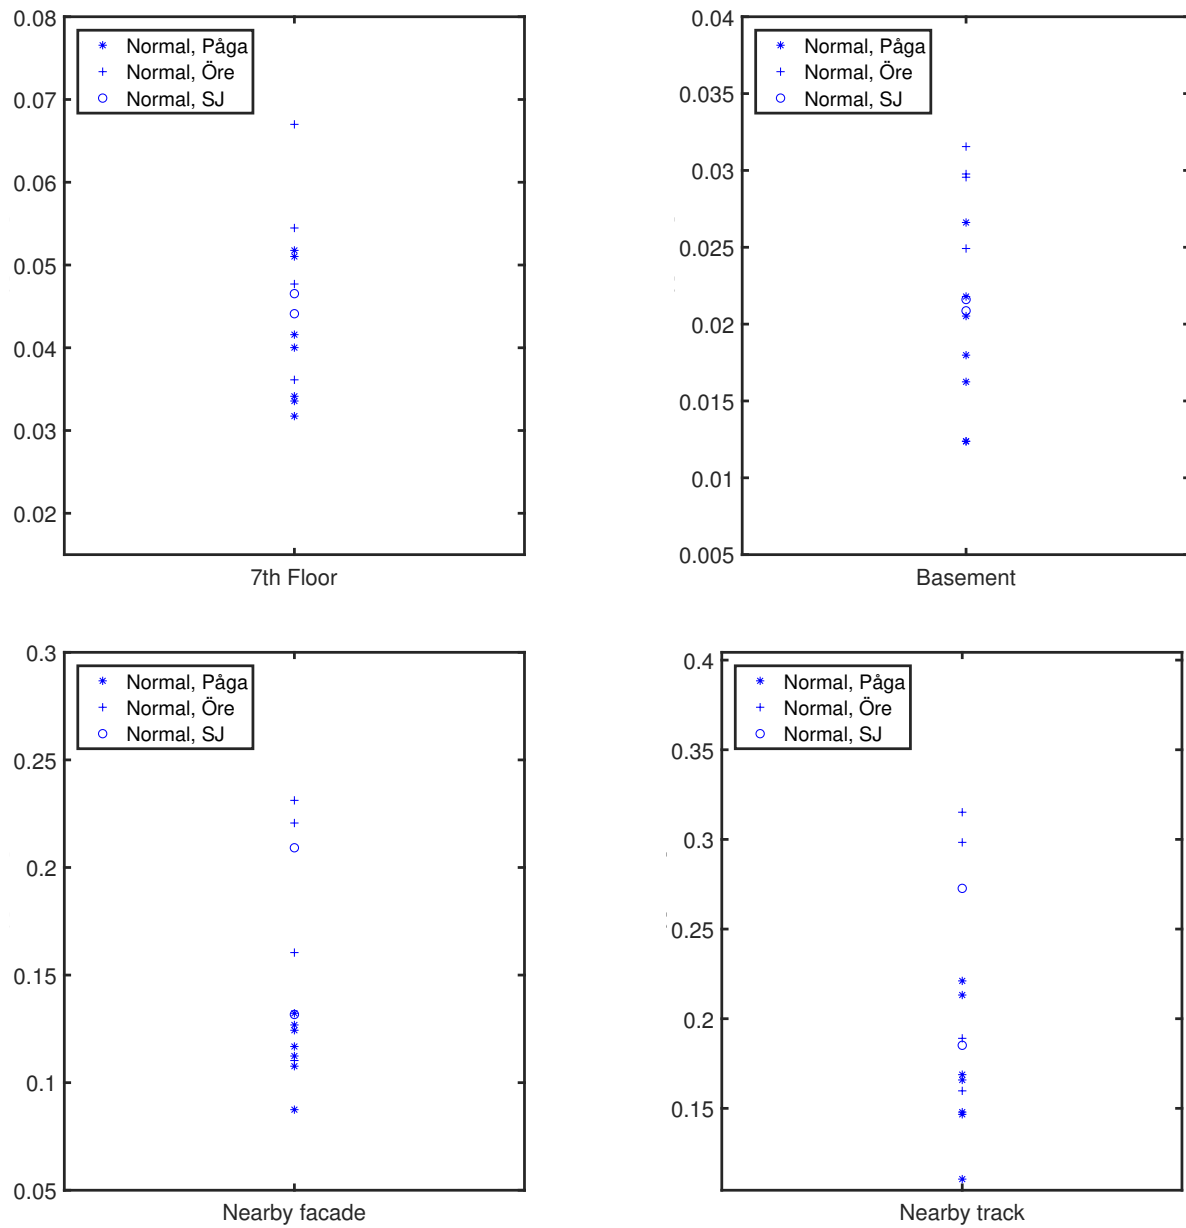 0.08
0.07
0.06
0.05
0.04
0.03
0.02
Normal, Påga
Normal, Öre
Normal, SJ
7th Floor
0.04
0.035
0.03
0.025
0.02
0.015
0.01
0.005
Normal, Påga
Normal, Öre
Normal, SJ
Basement
0.3
0.25
0.2
0.15
0.1
0.05
Normal, Påga
Normal, Öre
Normal, SJ
Nearby facade
0.4
0.35
0.3
0.25
0.2
0.15
Normal, Påga
Normal, Öre
Normal, SJ
Nearby track